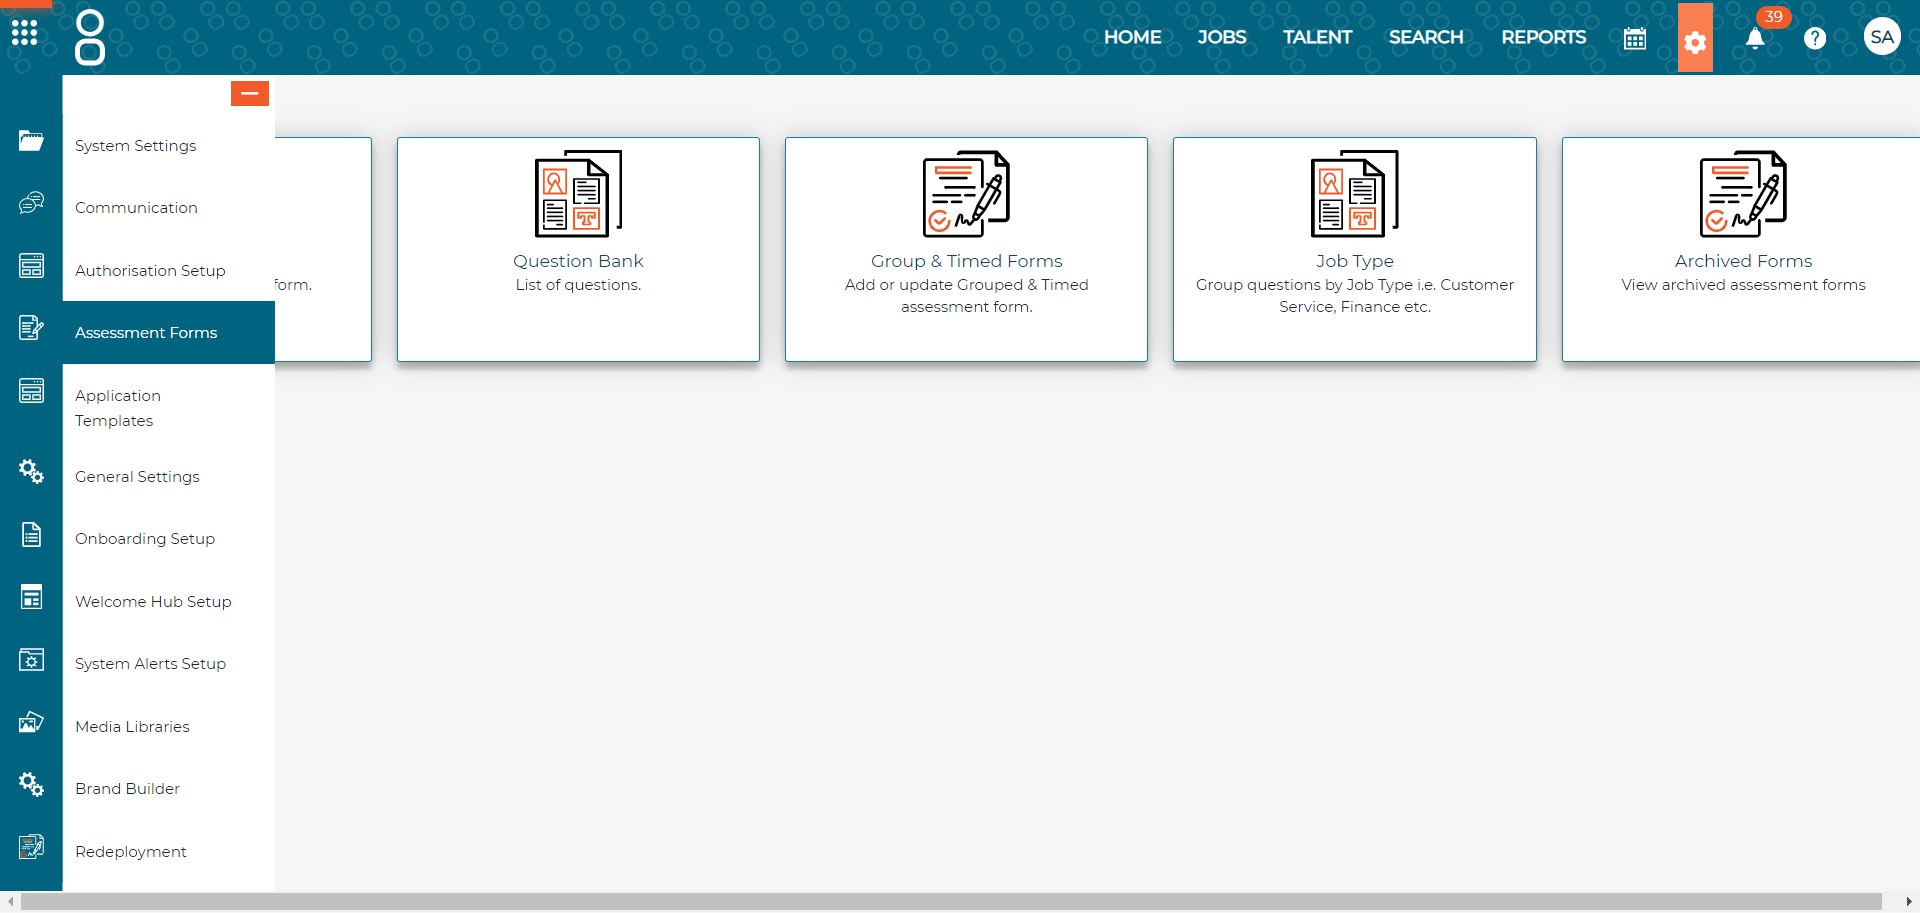 HOME
JOBS
TALENT
SEARCH
REPORTS
39
SA
System Settings
Communication
Authorisation Setup
Assessment Forms
Application
Templates
General Settings
Onboarding Setup
Welcome Hub Setup
System Alerts Setup
Media Libraries
Brand Builder
Redeployment
form.
Question Bank
List of questions.
Group & Timed Forms
Add or update Grouped & Timed
assessment form.
Job Type
Group questions by Job Type i.e. Customer
Service, Finance etc.
Archived Forms
View archived assessment forms